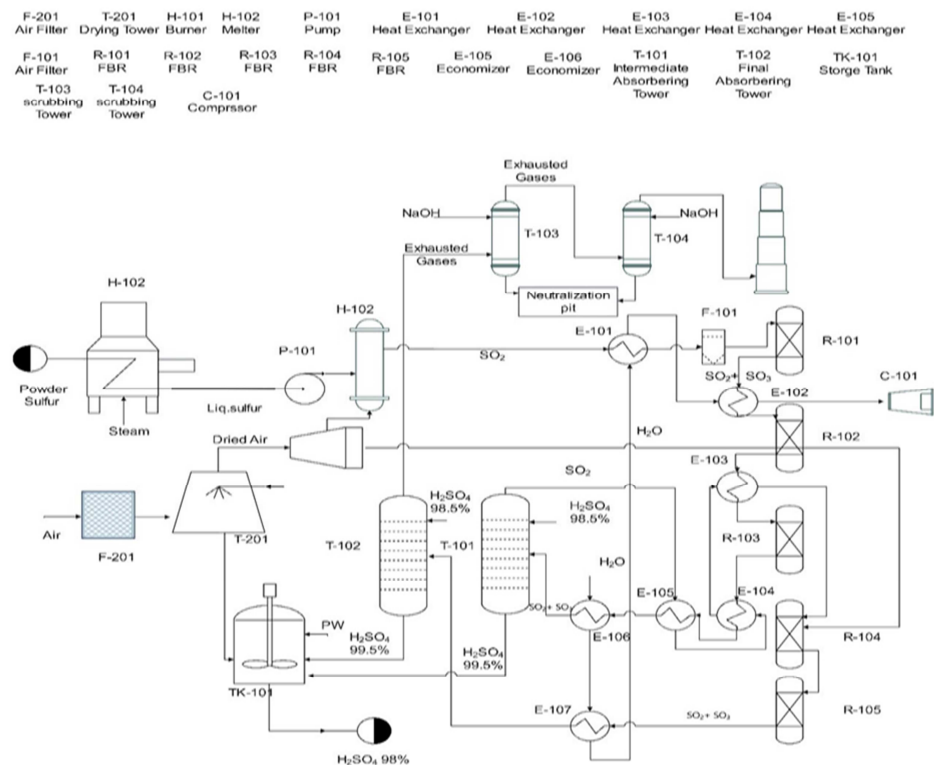 F-201 T-201 H-101 H-102 P-101 E-101 E-102 E-103 E-104 E-105
Air Filter Drying Tower Burner Melter Pump Heat Exchanger Heat Exchanger Heat Exchanger Heat Exchanger Heat Exchanger
F-101 R-101 R-102 R-103 R-104 R-105 E-105 E-106 T-101 T-102 TK-101
Air Filter FBR FBR FBR FBR FBR Economizer Economizer Intermediate Final Storge Tank
Absorbering Absorbering
Tower Tower
T-103 T-104 C-101
scrubbing scrubbing Comprssor
Tower Tower
Exhausted
Gases
NaOH
NaOH
T-103
T-104
Exhausted
Gases
Neutralization
pit
H-102
H-102
F-101
E-101
R-101
P-101
SO₂
SO₂+ SO₃
C-101
Powder
Sulfur
E-102
Liq.sulfur
Steam
H₂O
R-102
Dried Air
E-103
SO₂
H₂SO₄
98.5%
H₂SO₄
98.5%
Air
F-201
T-201
T-102
T-101
R-103
H₂O
E-105
E-104
SO₂+ SO₃
PW
E-106
R-104
H₂SO₄
99.5%
H₂SO₄
99.5%
TK-101
E-107
SO₂+ SO₃
R-105
H₂SO₄ 98%